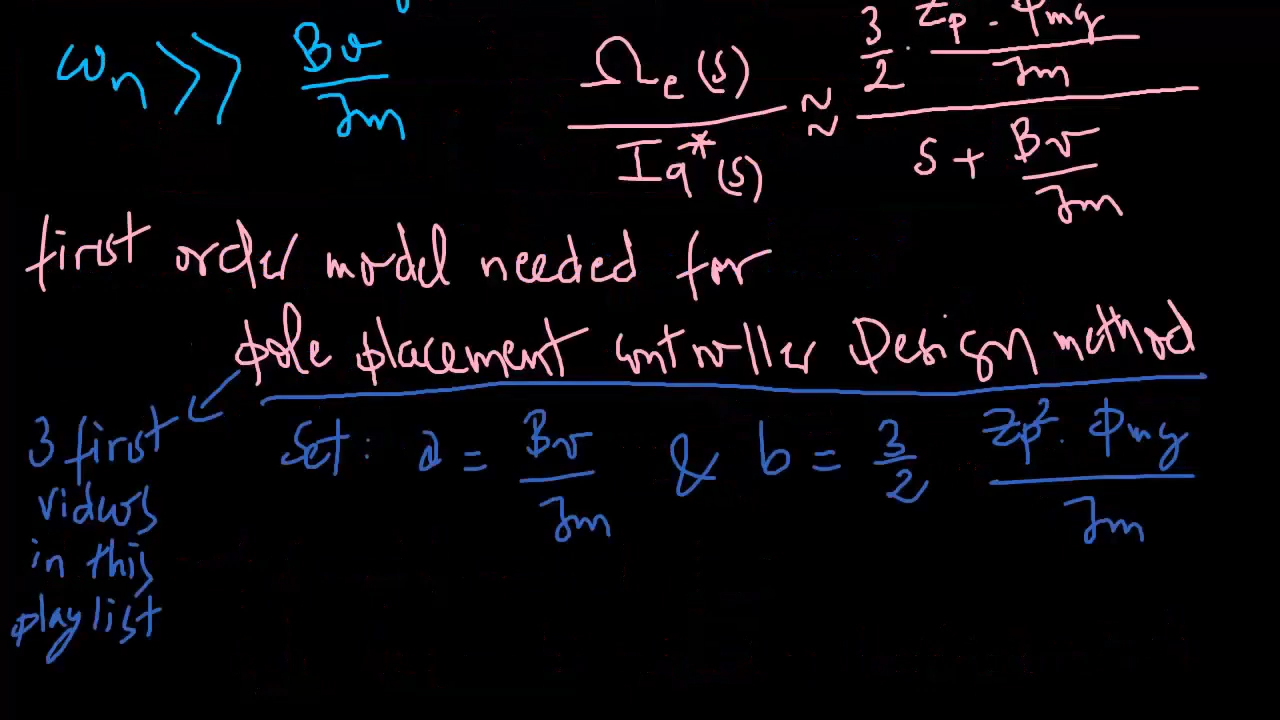 ωn >> Bv/Jm
Ωe(s)/Iq*(s) ≈ (3/2 · Zp · φmg/Jm)/(s + Bv/Jm)
first order model needed for
pole placement controller Design method
Set: a = Bv/Jm & b = 3/2 Zp² · φmg/Jm
3 first
videos
in this
playlist